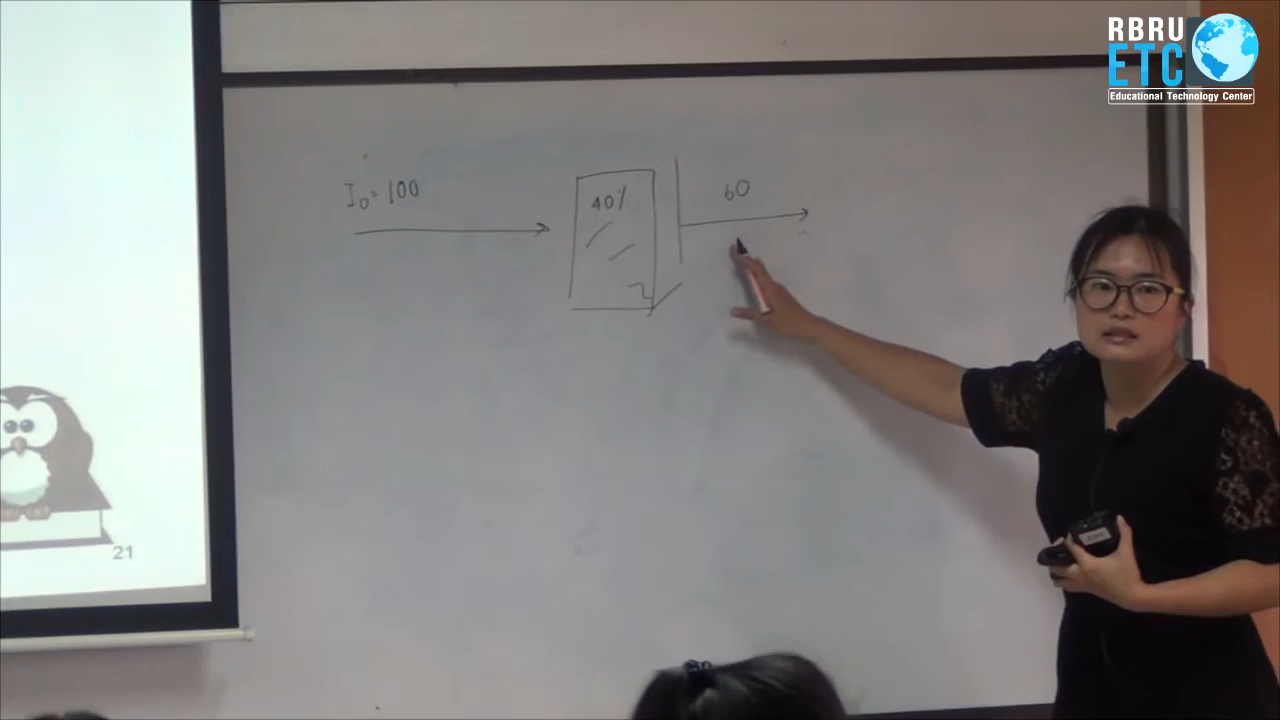 RBRU
ETC
Educational Technology Center
I₀ = 100
40%
60
21